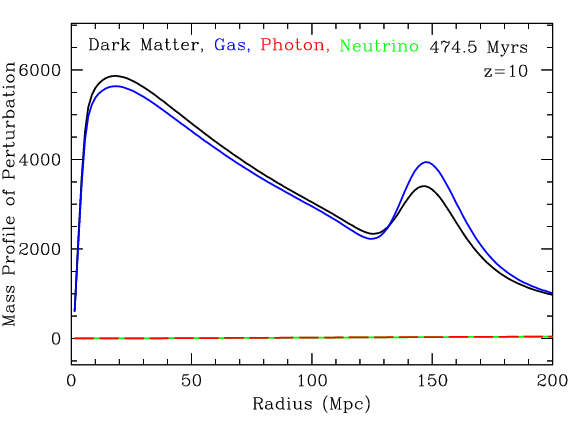 Dark Matter, Gas, Photon, Neutrino 474.5 Myrs
z=10
Mass Profile of Perturbation
6000
4000
2000
0
0 50 100 150 200
Radius (Mpc)